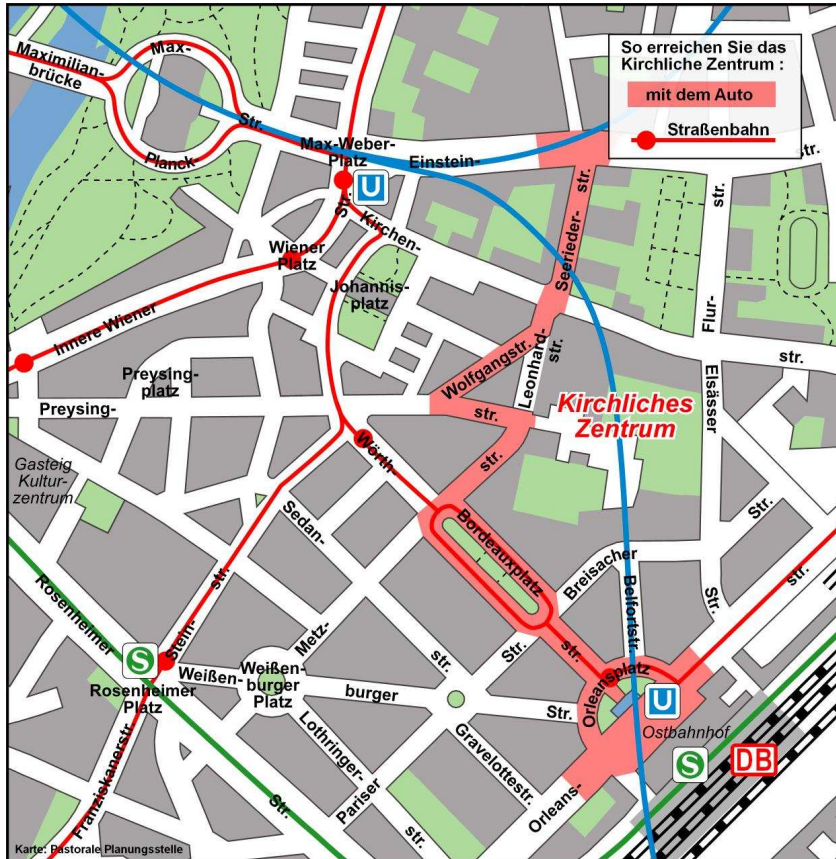 So erreichen Sie das
Kirchliche Zentrum :
mit dem Auto
Straßenbahn
Maximilian-
brücke
Max-
Planck-
Str.
Max-Weber-
Platz
U
Einstein-
str.
Str.
Kirchen-
Wiener
Platz
Johannis-
platz
Innere Wiener
Seerieder-
str.
Flur-
str.
str.
Preysing-
platz
Preysing-
Wolfgangstr.
Leonhard-
str.
str.
str.
Elsässer
Str.
Kirchliches
Zentrum
Gasteig
Kultur-
zentrum
Wörth-
str.
Sedan-
str.
Bordeauxplatz
Breisacher
Str.
Str.
Belfortstr.
str.
Rosenheimer
Str.
S
Stein-
str.
Rosenheimer
Platz
Metz-
Weißen-
burger
Str.
Weißen-
burger
Platz
Orleansplatz
U
Ostbahnhof
S
DB
Lothringer-
str.
Gravelottestr.
Pariser
Orleans-
Franziskanerstr.
Karte: Pastorale Planungsstelle